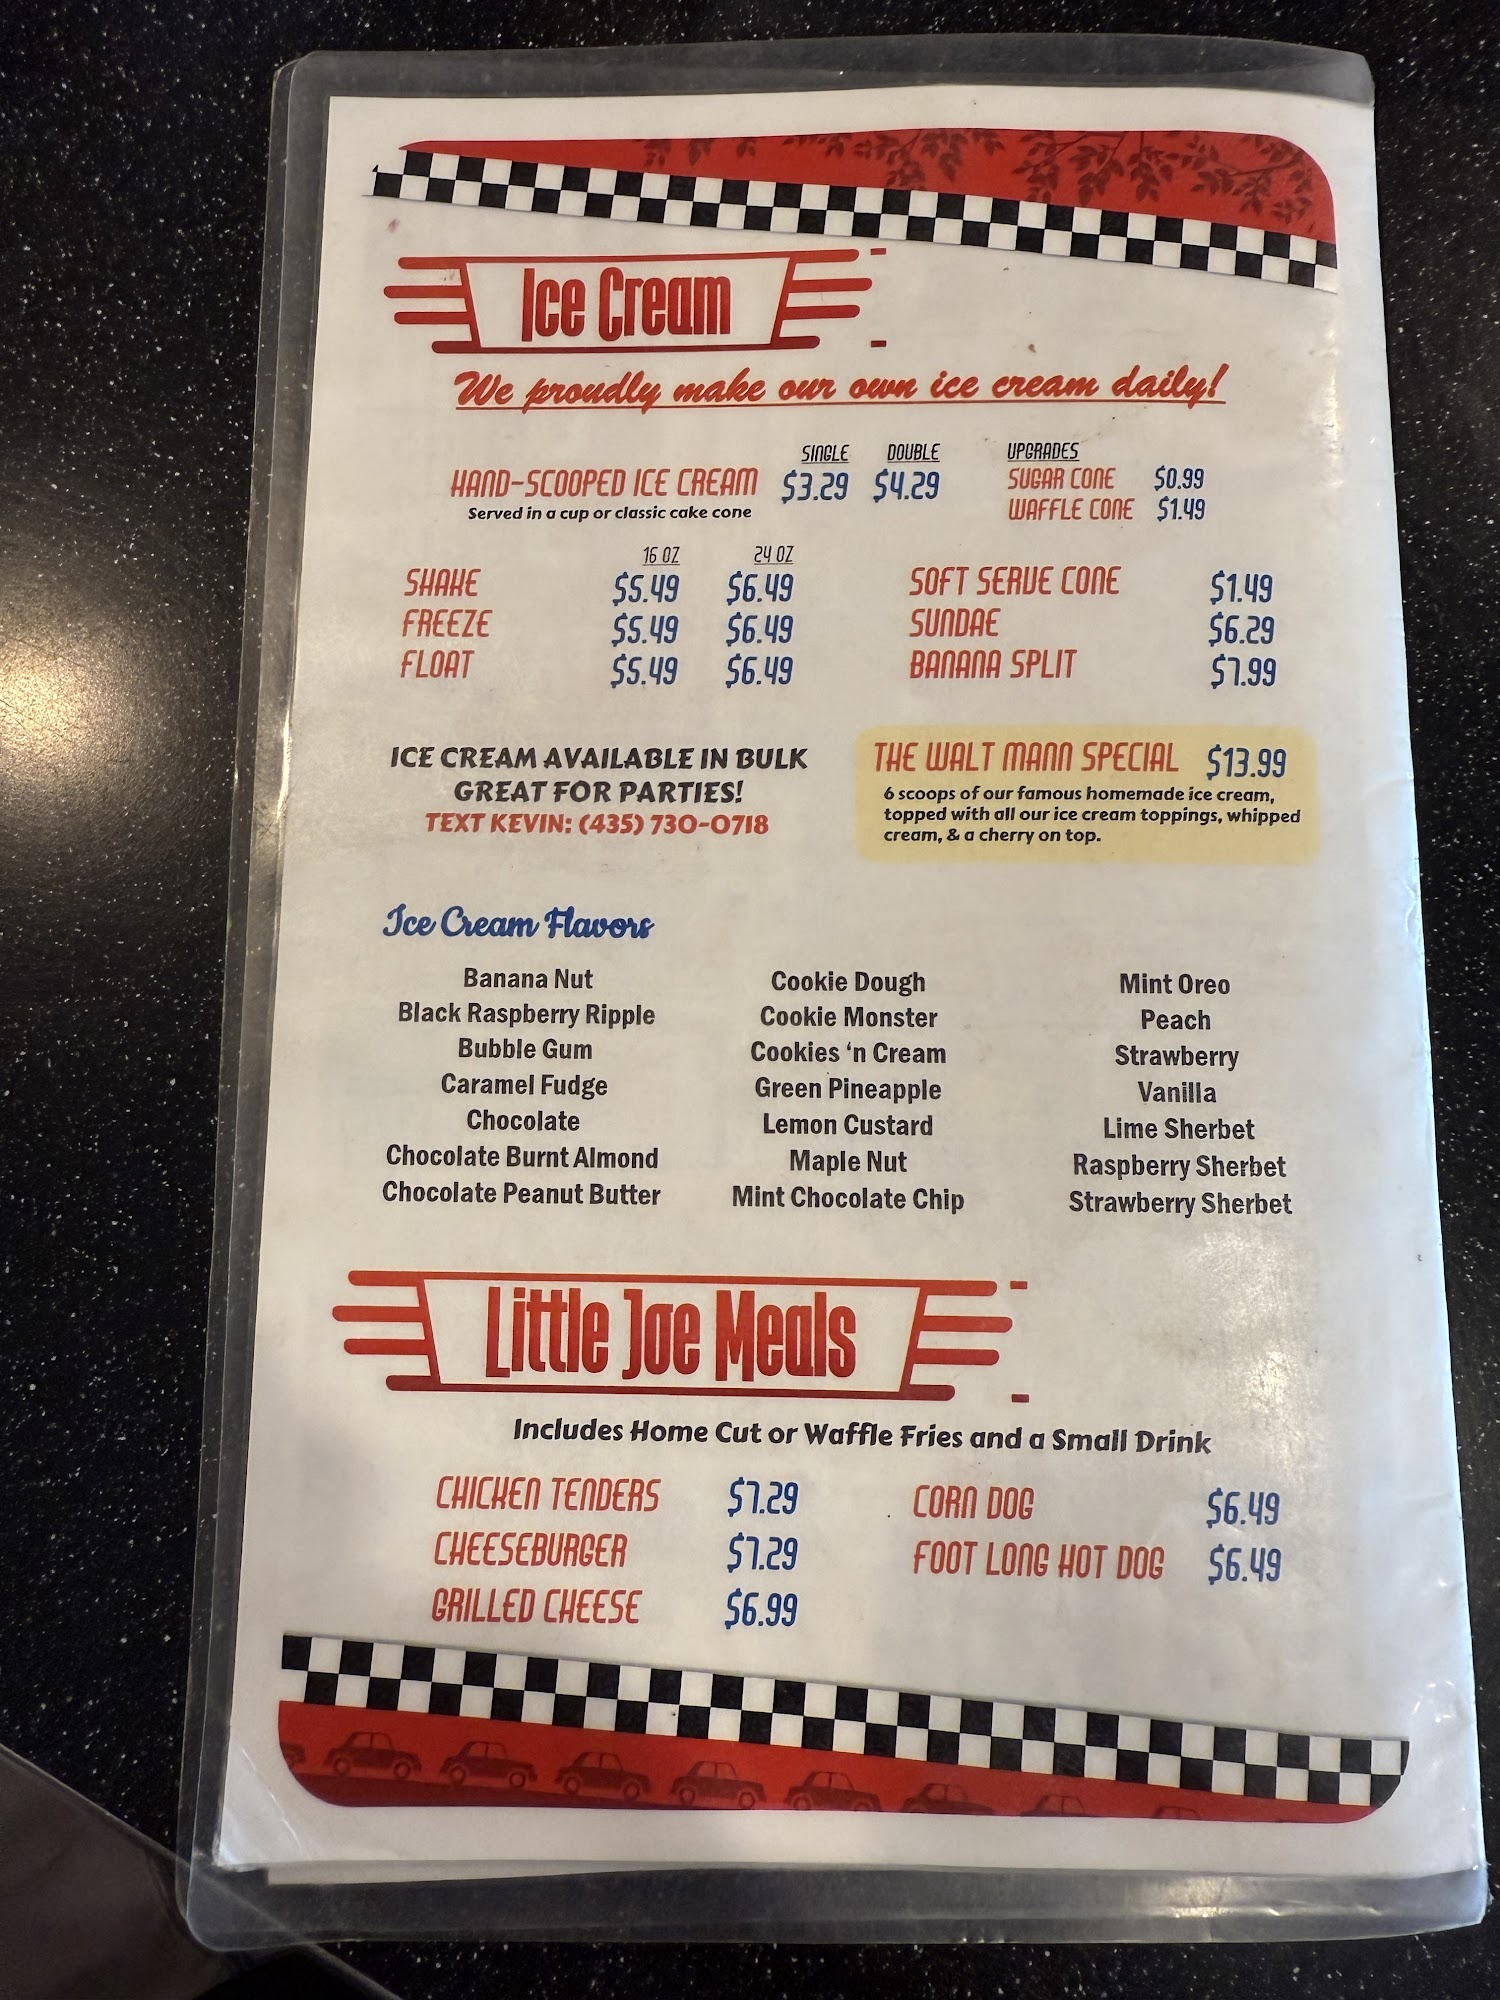 Ice Cream
We proudly make our own ice cream daily!
SINGLE DOUBLE UPGRADES
HAND-SCOOPED ICE CREAM $3.29 $4.29 SUGAR CONE $0.99
Served in a cup or classic cake cone WAFFLE CONE $1.49
16 OZ 24 OZ
SHAKE $5.49 $6.49 SOFT SERVE CONE $1.49
FREEZE $5.49 $6.49 SUNDAE $6.29
FLOAT $5.49 $6.49 BANANA SPLIT $7.99
ICE CREAM AVAILABLE IN BULK
GREAT FOR PARTIES!
TEXT KEVIN: (435) 730-0718
THE WALT MANN SPECIAL $13.99
6 scoops of our famous homemade ice cream,
topped with all our ice cream toppings, whipped
cream, & a cherry on top.
Ice Cream Flavors
Banana Nut Cookie Dough Mint Oreo
Black Raspberry Ripple Cookie Monster Peach
Bubble Gum Cookies ‘n Cream Strawberry
Caramel Fudge Green Pineapple Vanilla
Chocolate Lemon Custard Lime Sherbet
Chocolate Burnt Almond Maple Nut Raspberry Sherbet
Chocolate Peanut Butter Mint Chocolate Chip Strawberry Sherbet
Little Joe Meals
Includes Home Cut or Waffle Fries and a Small Drink
CHICKEN TENDERS $7.29 CORN DOG $6.49
CHEESEBURGER $7.29 FOOT LONG HOT DOG $6.49
GRILLED CHEESE $6.99